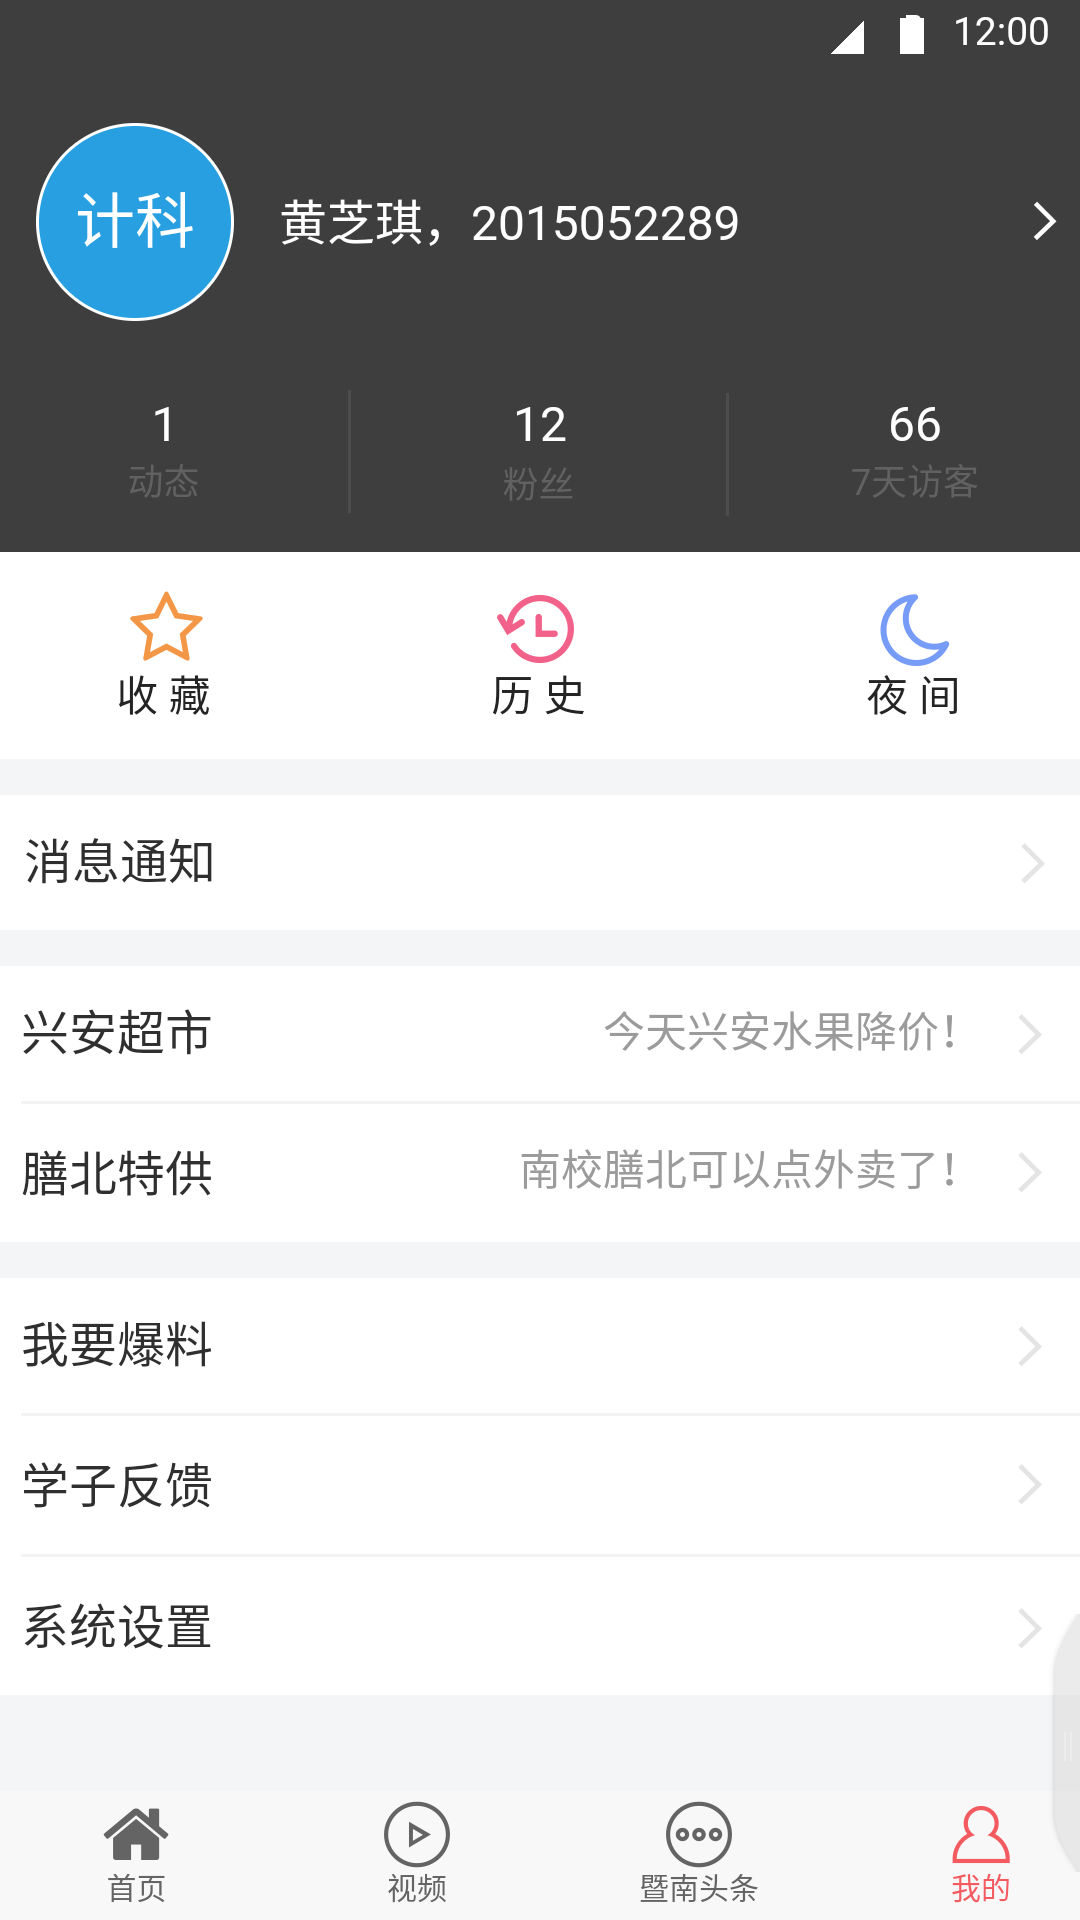 12:00
计科
黄芝琪，2015052289
1
12
66
动态
粉丝
7天访客
收 藏
历 史
夜 间
消息通知
兴安超市
今天兴安水果降价！
膳北特供
南校膳北可以点外卖了！
我要爆料
学子反馈
系统设置
首页
视频
暨南头条
我的